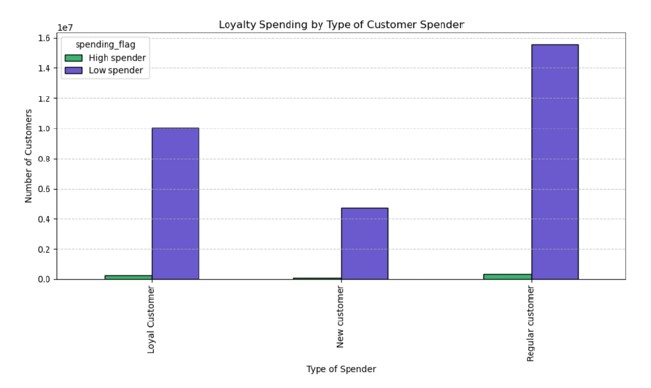 Loyalty Spending by Type of Customer Spender
1e7
spending_flag
High spender
Low spender
1.6
1.4
1.2
1.0
0.8
0.6
0.4
0.2
0.0
Number of Customers
Loyal Customer
New customer
Regular customer
Type of Spender